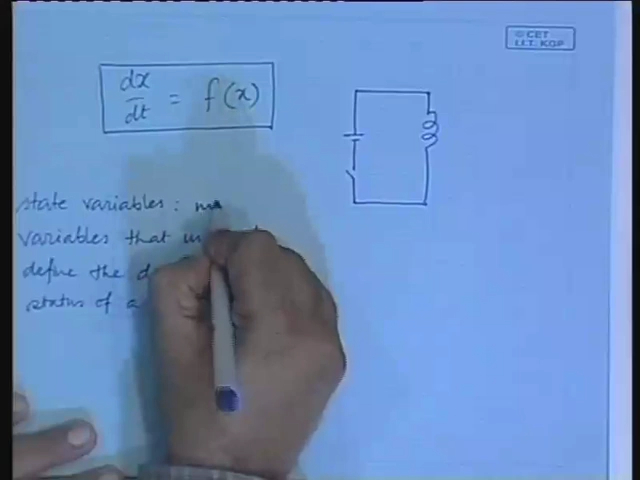 © CET
I.I.T. KGP
dx/dt = f(x)
state variables :
variables that
define the
status of a